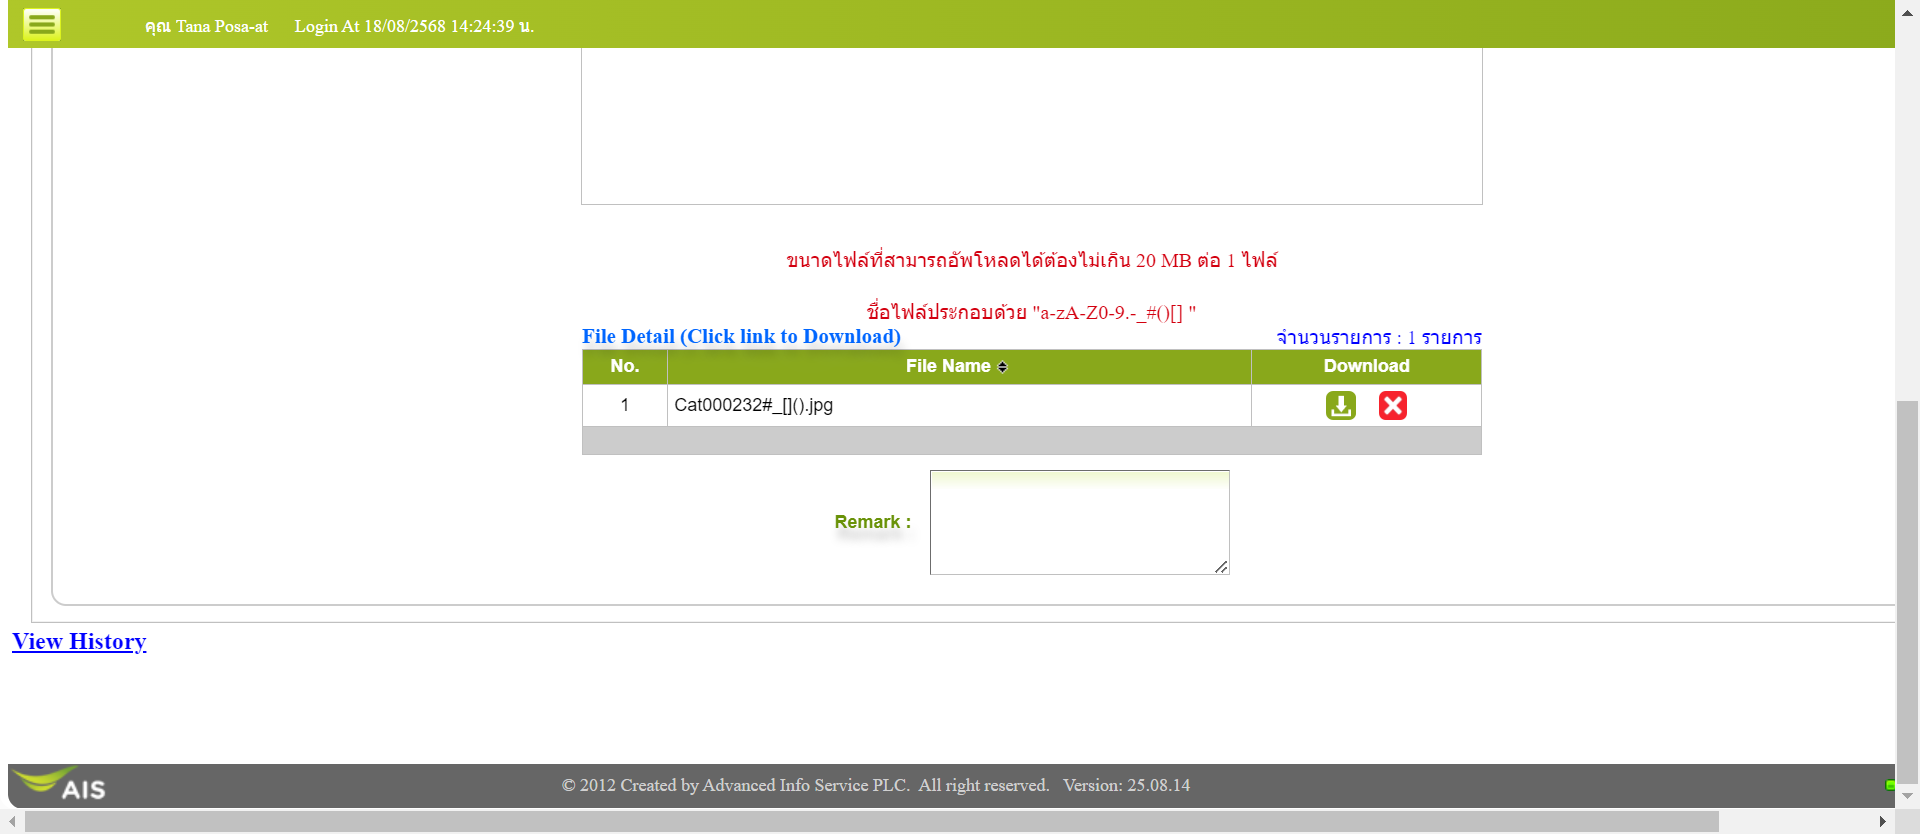 คุณ Tana Posa-at Login At 18/08/2568 14:24:39 น.
ขนาดไฟล์ที่สามารถอัพโหลดได้ต้องไม่เกิน 20 MB ต่อ 1 ไฟล์
ชื่อไฟล์ประกอบด้วย "a-zA-Z0-9.-_#()[] "
File Detail (Click link to Download) จำนวนรายการ : 1 รายการ
No. File Name Download
1 Cat000232#_[]().jpg
Remark :
View History
AIS © 2012 Created by Advanced Info Service PLC. All right reserved. Version: 25.08.14